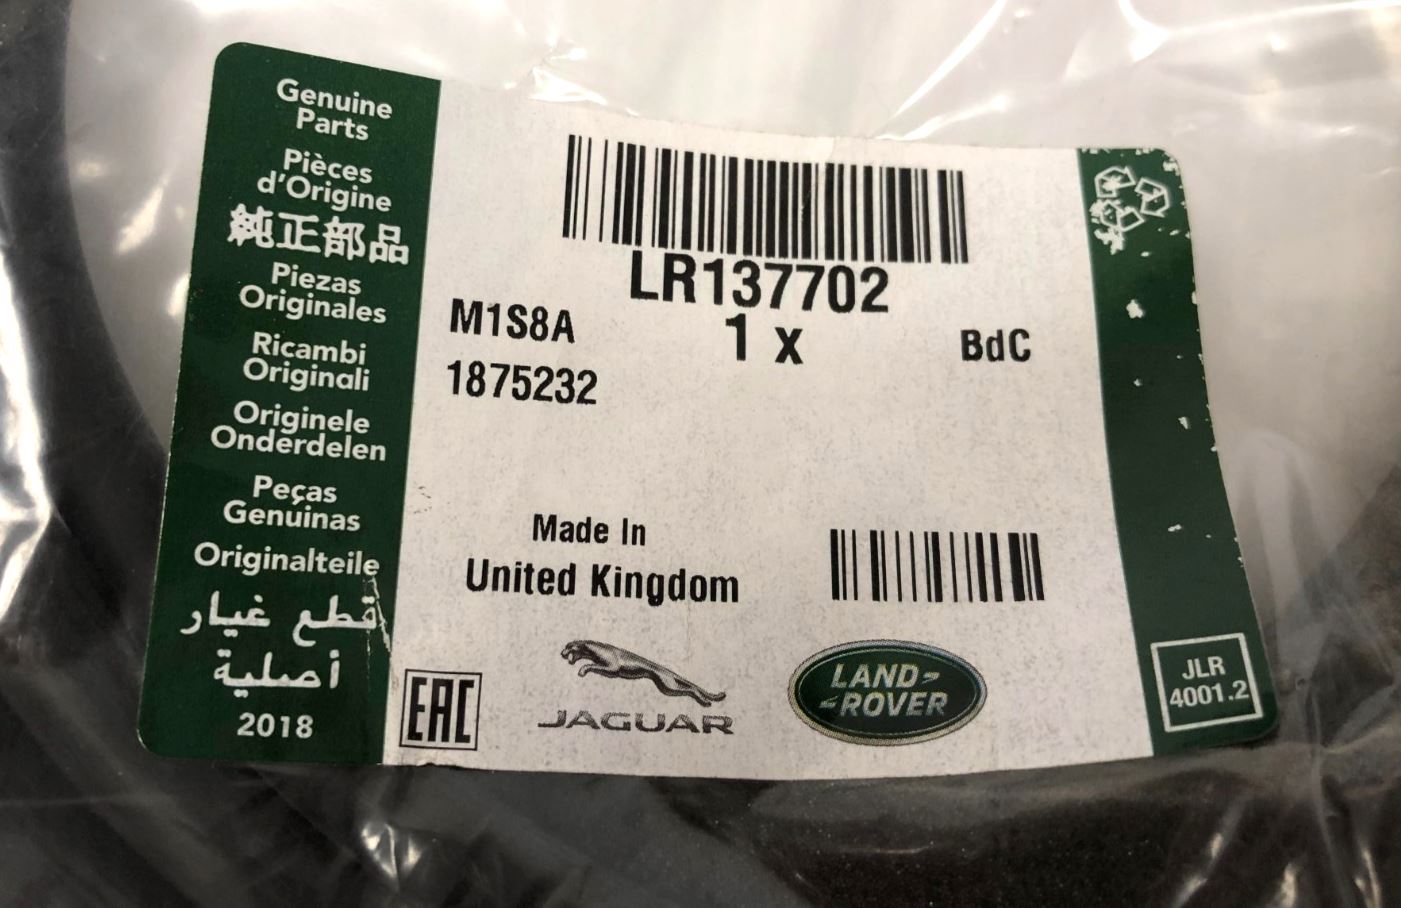 Genuine
Parts
Pièces
d'Origine
純正部品
Piezas
Originales
Ricambi
Originali
Originele
Onderdelen
Peças
Genuinas
Originalteile
قطع غيار
أصلية
2018
LR137702
M1S8A
1 x
BdC
1875232
Made In
United Kingdom
EAC
JAGUAR
LAND-
-ROVER
JLR
4001.2